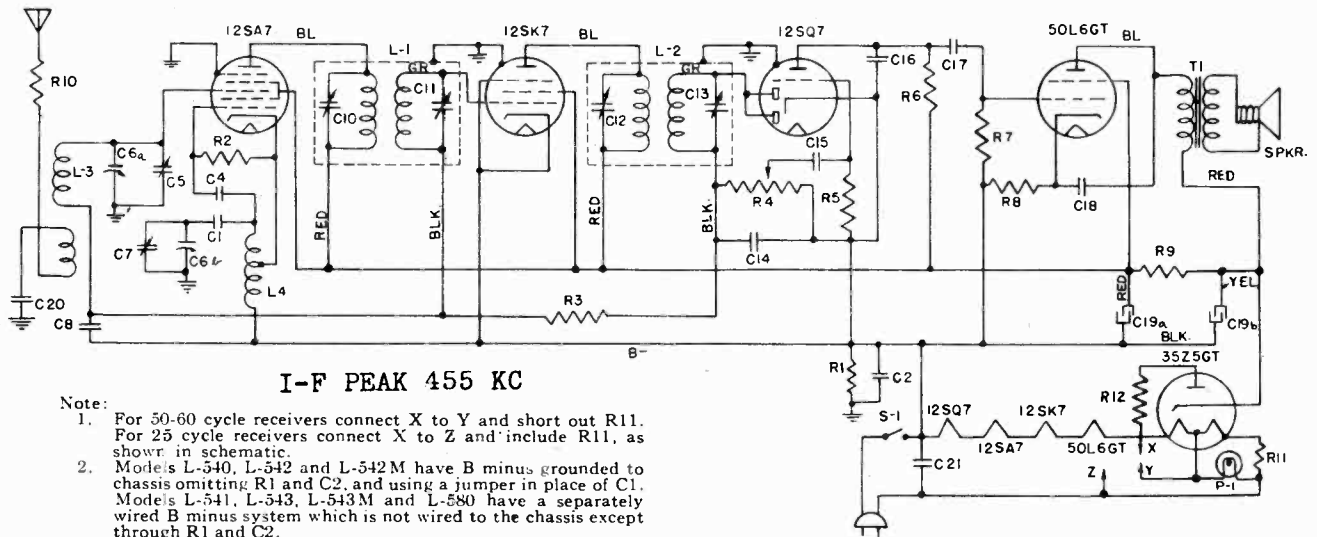 12SA7
BL
L-1
12SK7
BL
L-2
12SQ7
50L6GT
BL
T1
R10
GR
C11
C10
GR
C13
C12
C16
C17
R6
R7
SPKR.
RED
L-3
C6a
C5
R2
C4
C1
C7
C6b
L4
RED
BLK.
RED
BLK.
C15
R4
R5
C14
R8
C18
R9
RED
YEL
C19a
C19b
BLK.
C20
C8
R3
B-
35Z5GT
R1
C2
R12
S-1
12SQ7
12SK7
12SA7
50L6GT
X
Y
Z
R11
P-1
C21
I-F PEAK 455 KC
Note:
1. For 50-60 cycle receivers connect X to Y and short out R11.
For 25 cycle receivers connect X to Z and include R11, as
shown in schematic.
2. Models L-540, L-542 and L-542M have B minus grounded to
chassis omitting R1 and C2, and using a jumper in place of C1.
Models L-541, L-543, L-543M and L-580 have a separately
wired B minus system which is not wired to the chassis except
through R1 and C2.